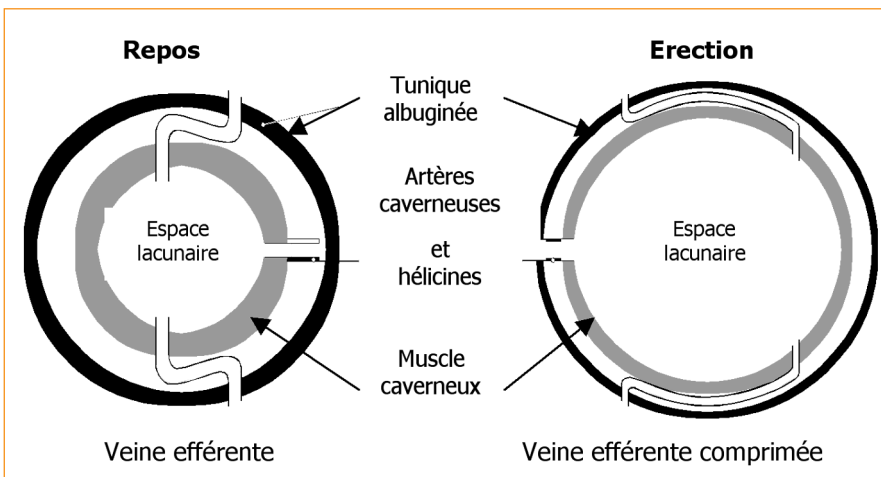 Repos
Erection
Tunique
albuginée
Artères
caverneuses
et
hélicines
Espace
lacunaire
Espace
lacunaire
Muscle
caverneux
Veine efférente
Veine efférente comprimée